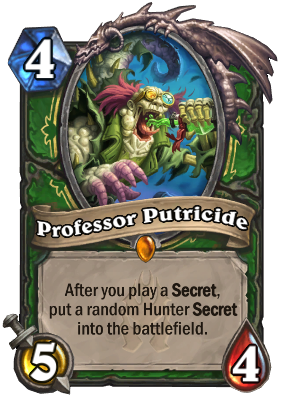 4
Professor Putricide
After you play a Secret,
put a random Hunter Secret
into the battlefield.
5
4